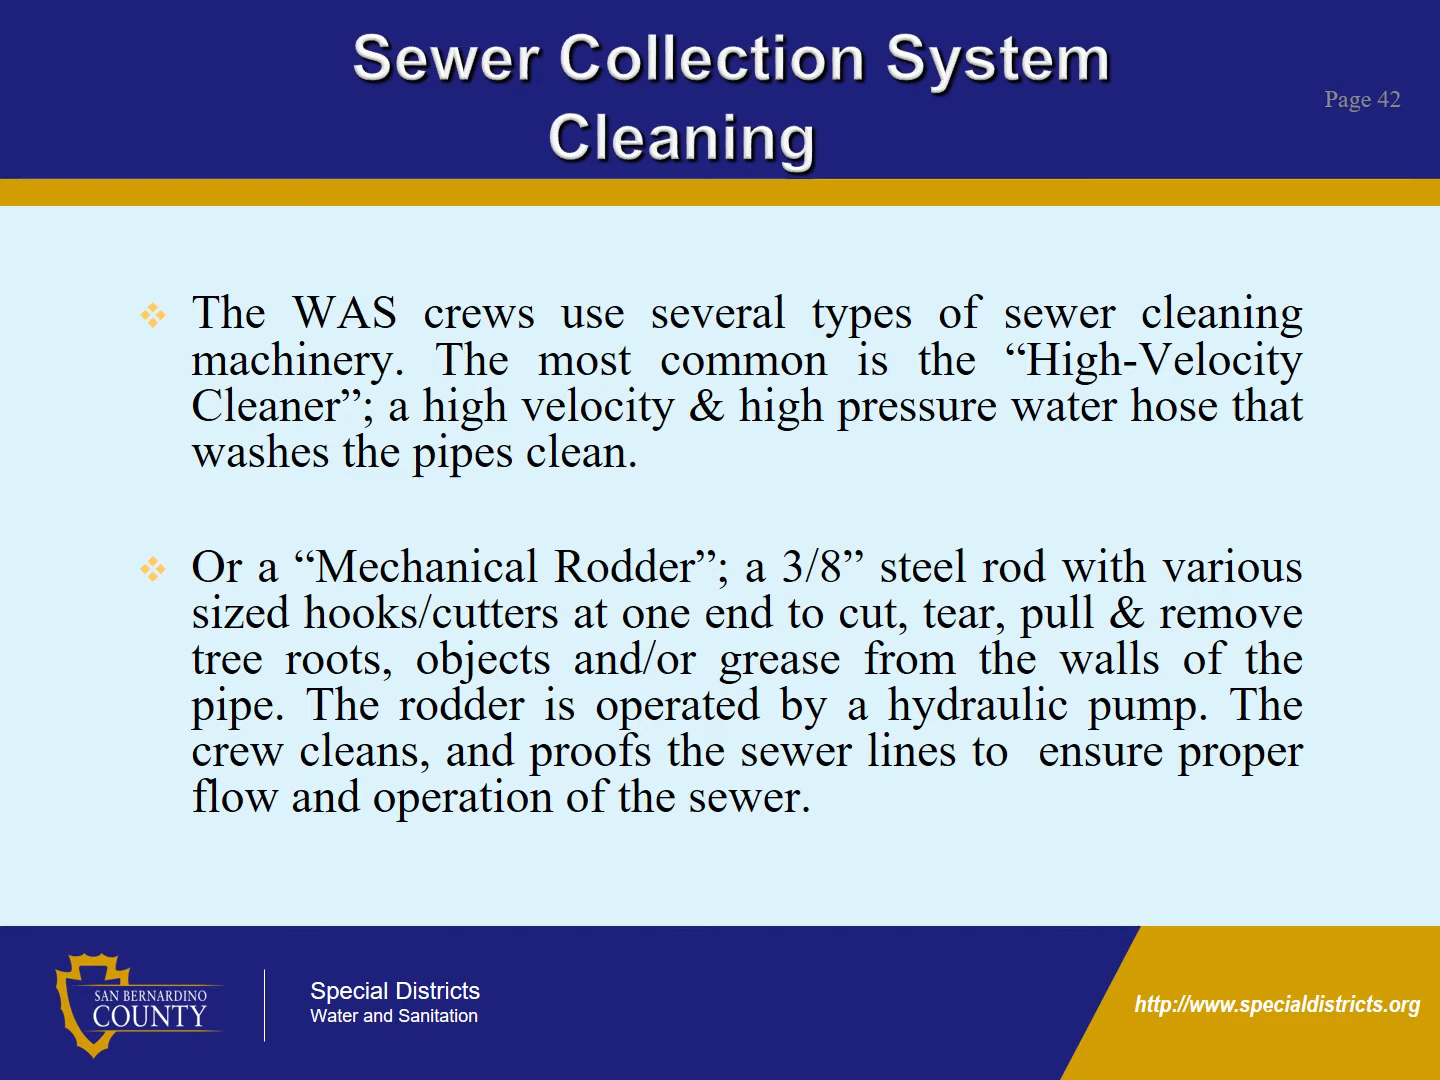 Sewer Collection System
Cleaning
Page 42
The WAS crews use several types of sewer cleaning
machinery. The most common is the “High-Velocity
Cleaner”; a high velocity & high pressure water hose that
washes the pipes clean.
Or a “Mechanical Rodder”; a 3/8” steel rod with various
sized hooks/cutters at one end to cut, tear, pull & remove
tree roots, objects and/or grease from the walls of the
pipe. The rodder is operated by a hydraulic pump. The
crew cleans, and proofs the sewer lines to  ensure proper
flow and operation of the sewer.
SAN BERNARDINO
COUNTY
Special Districts
Water and Sanitation
http://www.specialdistricts.org